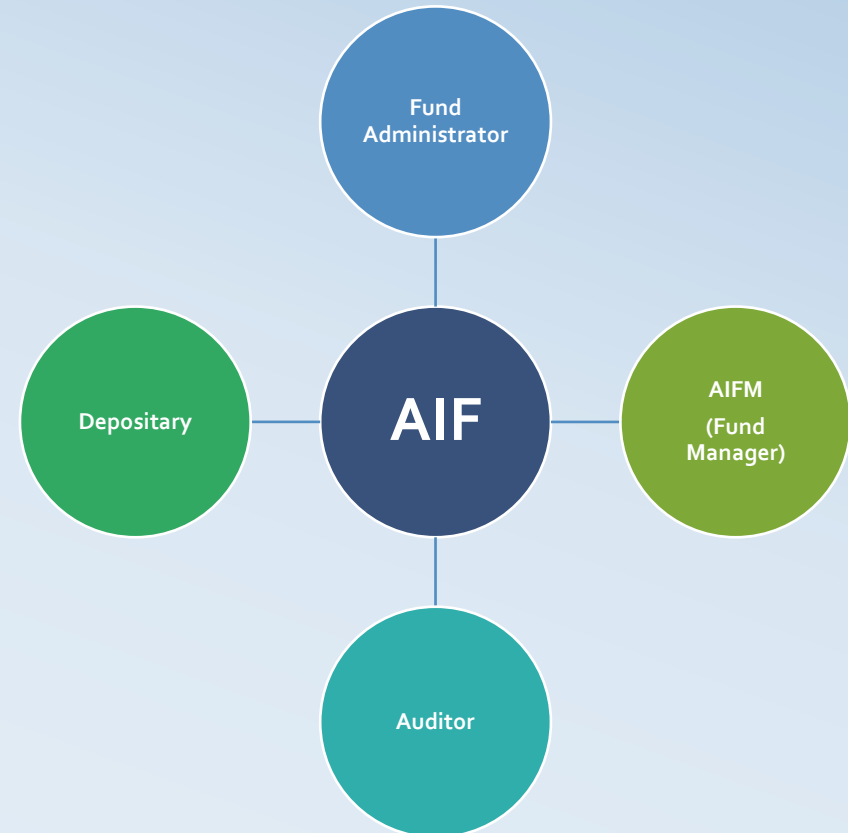 Fund
Administrator
Depositary
AIF
AIFM
(Fund
Manager)
Auditor